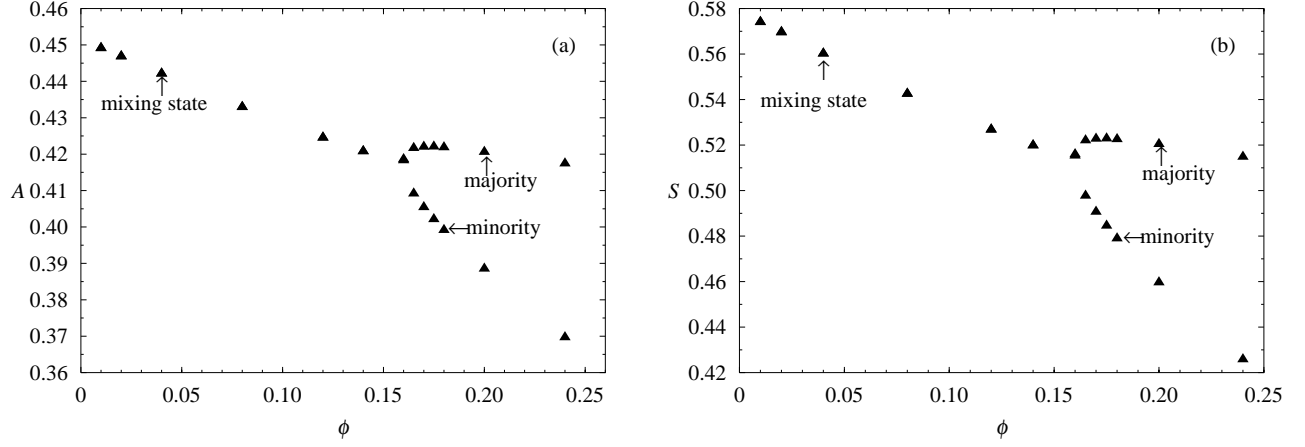 0.46
(a)
0.45
0.44
mixing state
0.43
0.42
majority
A 0.41
0.40
minority
0.39
0.38
0.37
0.36
0 0.05 0.10 0.15 0.20 0.25
ϕ
0.58
(b)
0.56
mixing state
0.54
0.52
majority
S 0.50
0.48
minority
0.46
0.44
0.42
0 0.05 0.10 0.15 0.20 0.25
ϕ